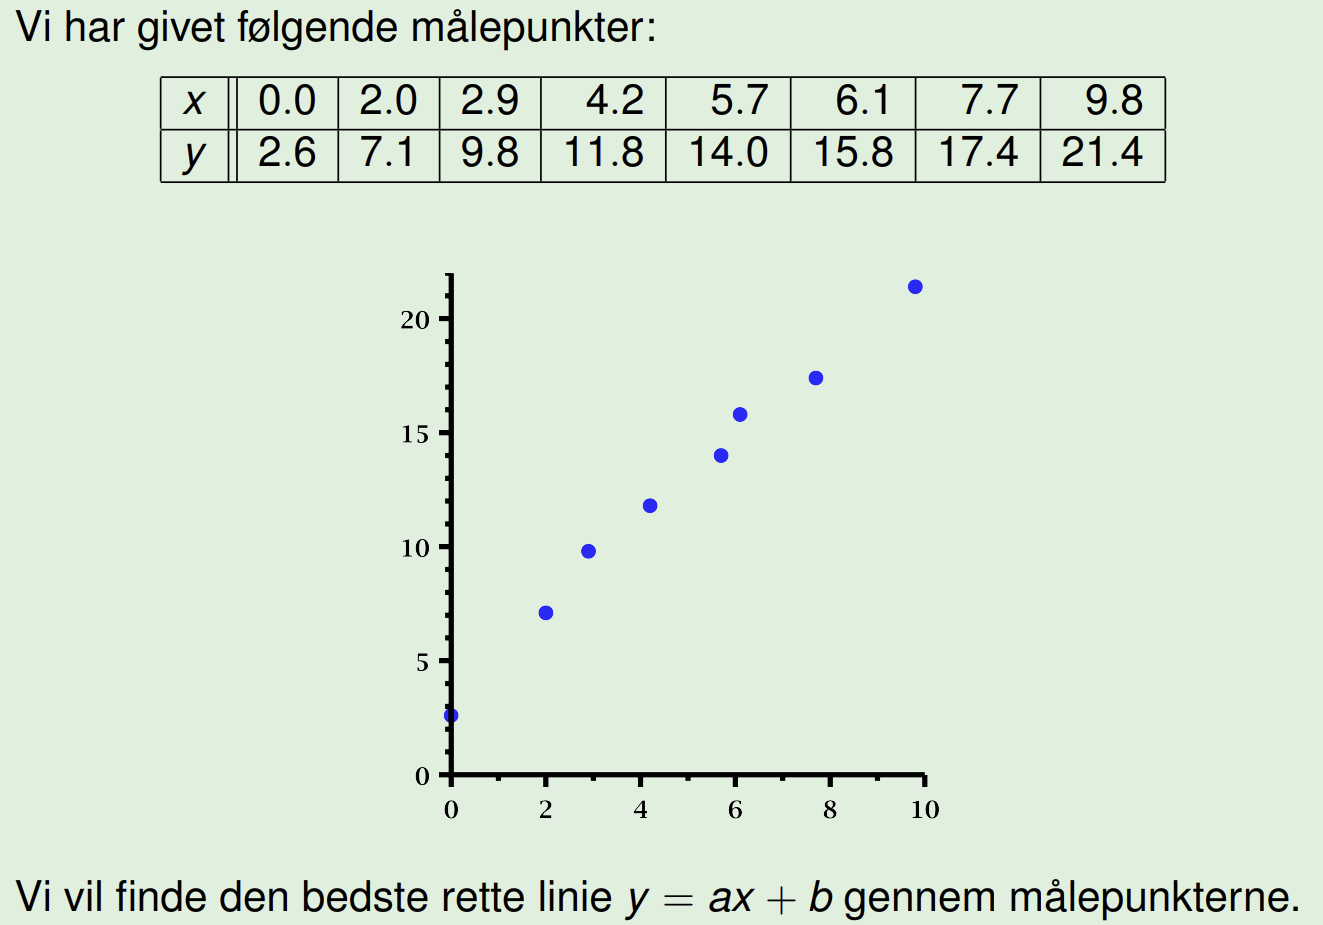 Vi har givet følgende målepunkter:
x 0.0 2.0 2.9 4.2 5.7 6.1 7.7 9.8
y 2.6 7.1 9.8 11.8 14.0 15.8 17.4 21.4
20
15
10
5
0
0 2 4 6 8 10
Vi vil finde den bedste rette linie y = ax + b gennem målepunkterne.